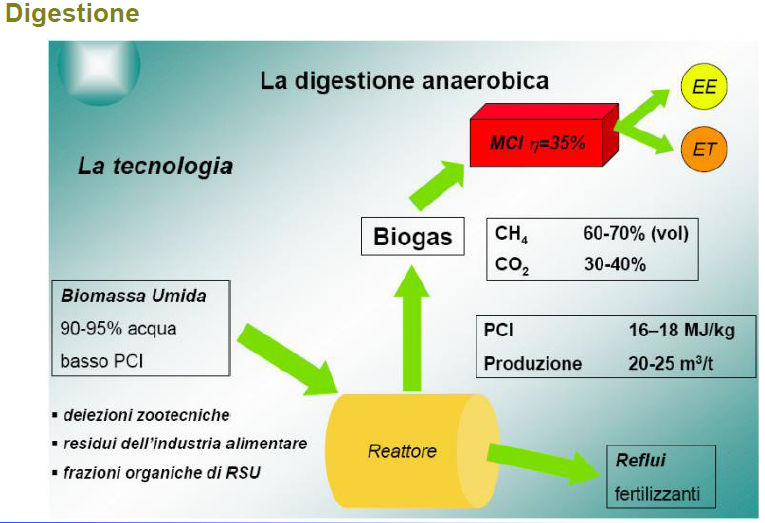 Digestione
La digestione anaerobica
EE
MCI η=35%
ET
La tecnologia
Biogas
CH₄ 60-70% (vol)
CO₂ 30-40%
Biomassa Umida
90-95% acqua
basso PCI
PCI 16–18 MJ/kg
Produzione 20-25 m³/t
▪ deiezioni zootecniche
▪ residui dell'industria alimentare
▪ frazioni organiche di RSU
Reattore
Reflui
fertilizzanti